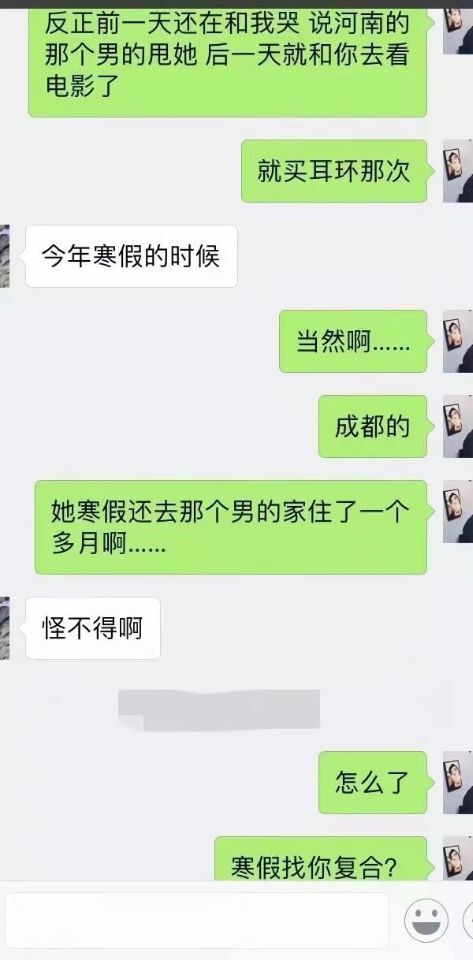 反正前一天还在和我哭 说河南的
那个男的甩她 后一天就和你去看
电影了
就买耳环那次
今年寒假的时候
当然啊……
成都的
她寒假还去那个男的家住了一个
多月啊……
怪不得啊
怎么了
寒假找你复合？